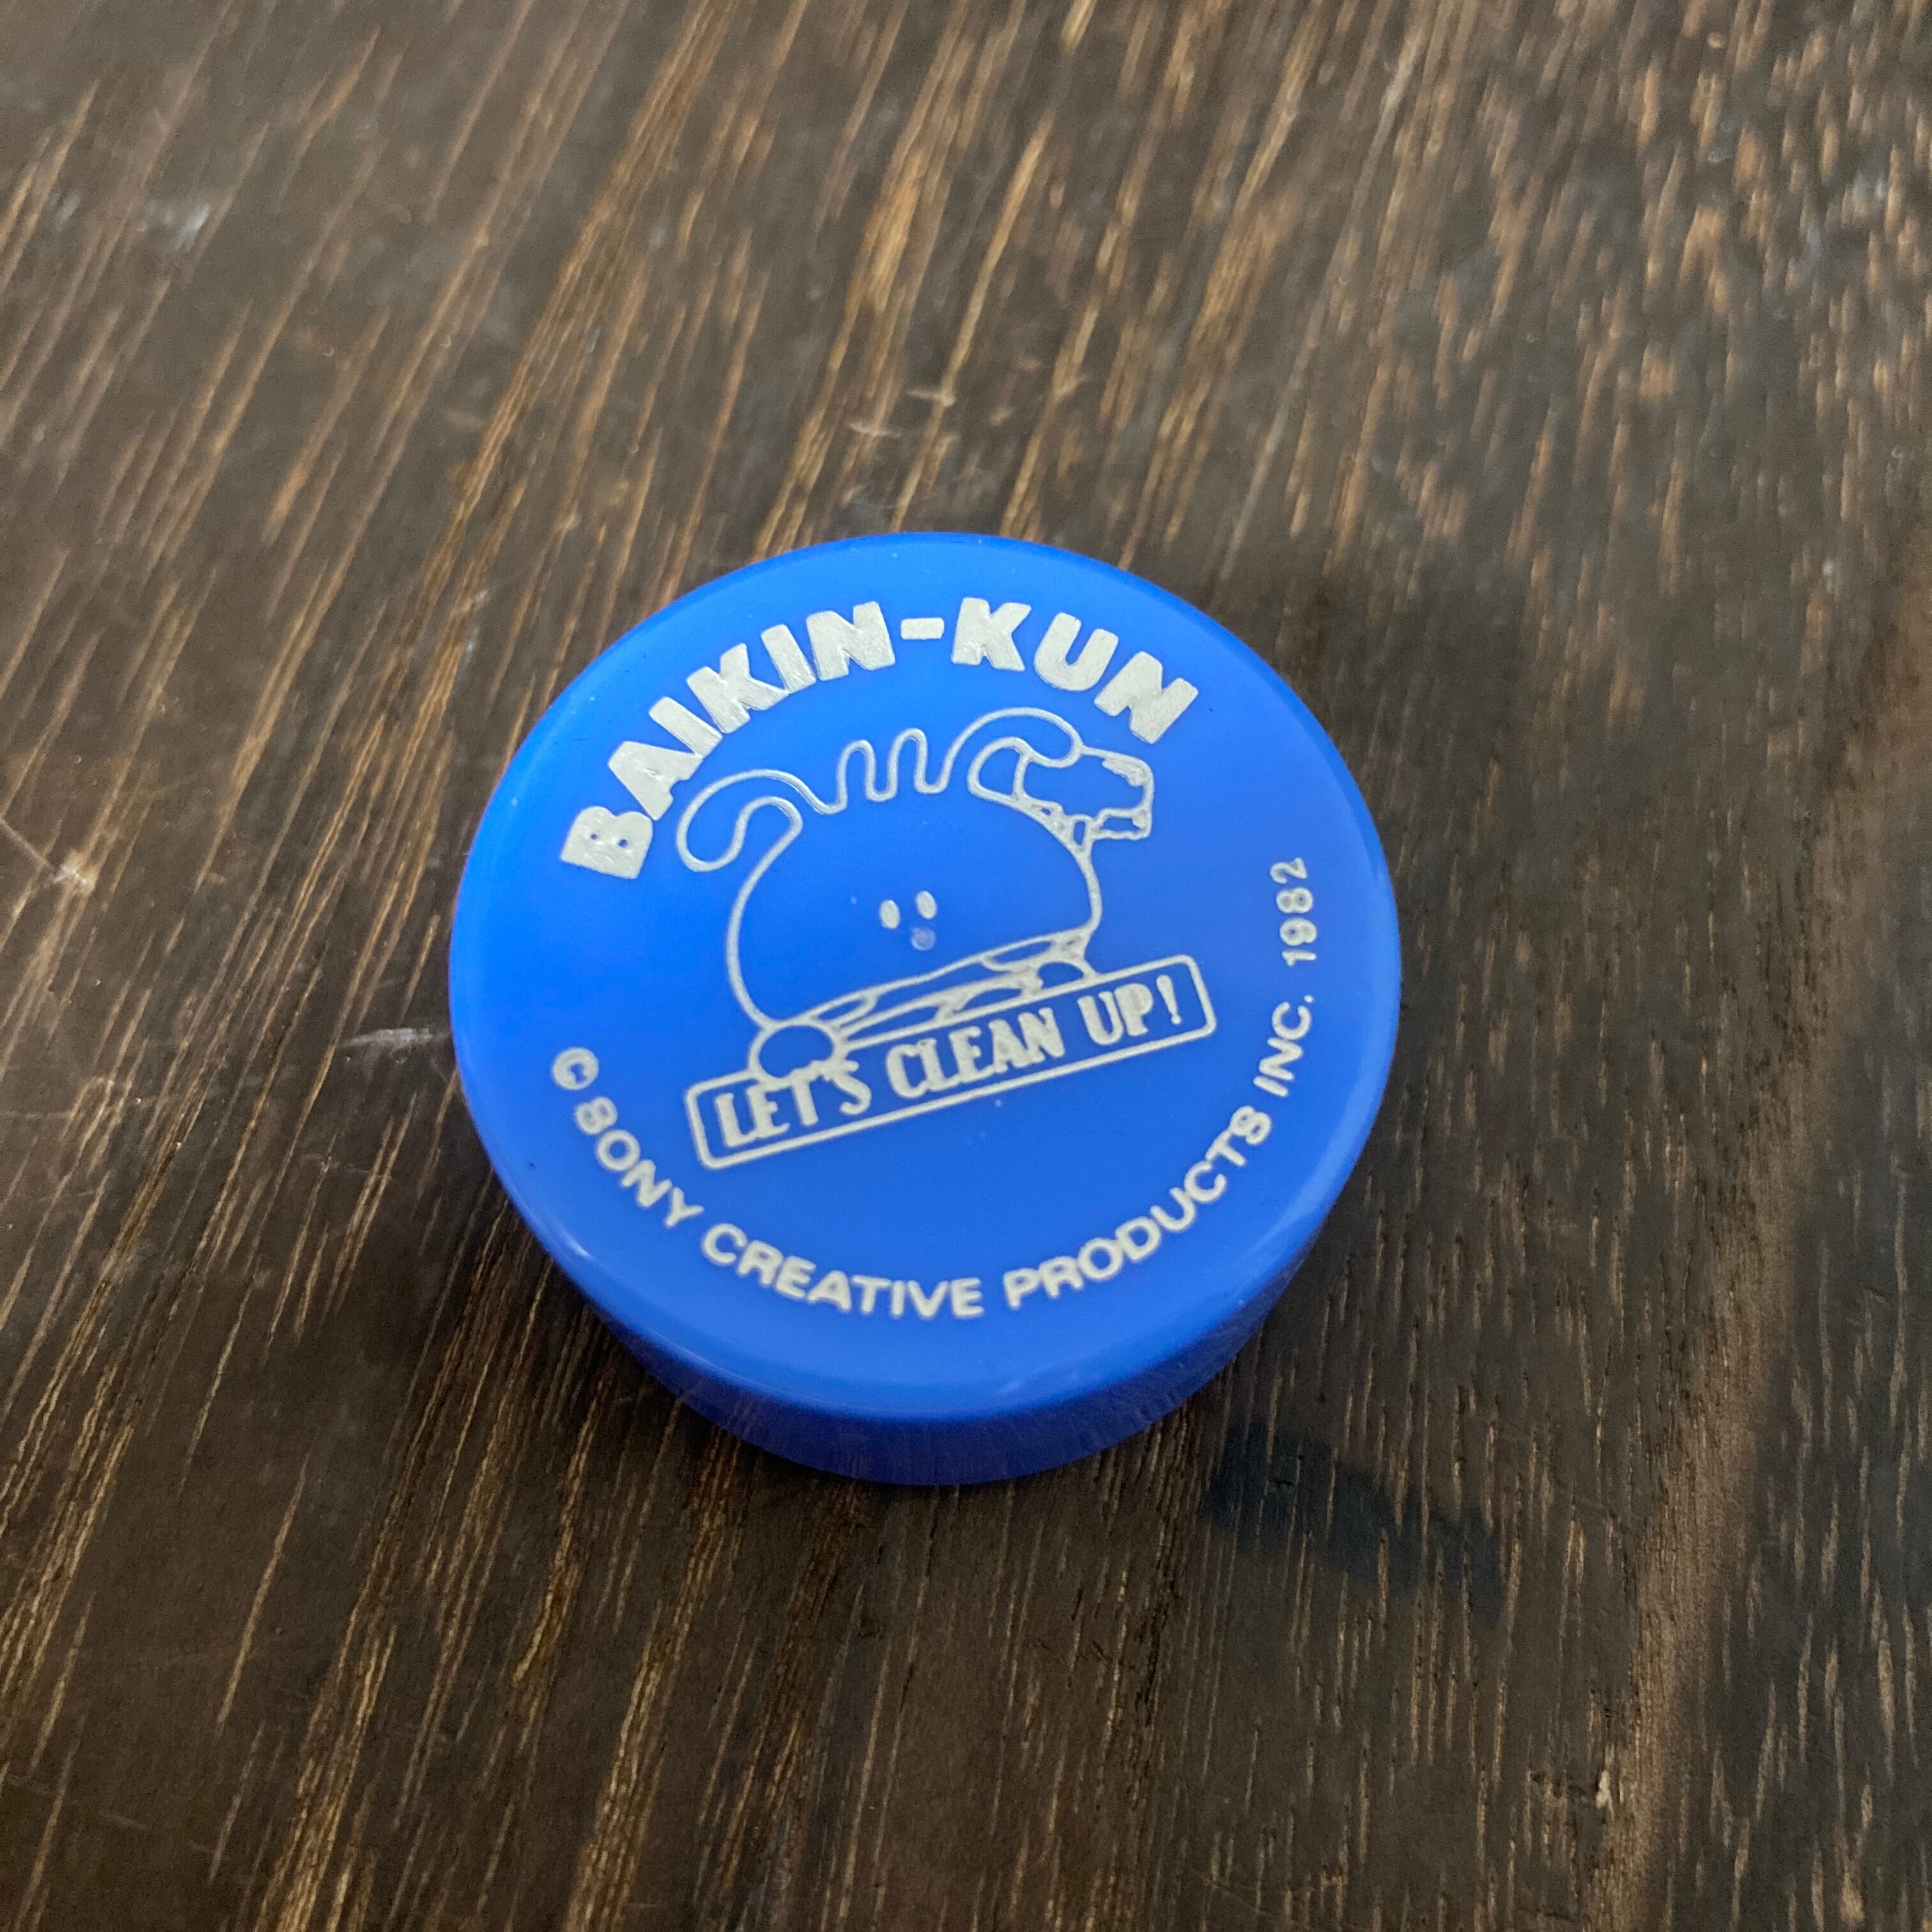 BAIKIN-KUN
LET'S CLEAN UP!
© SONY CREATIVE PRODUCTS INC. 1982